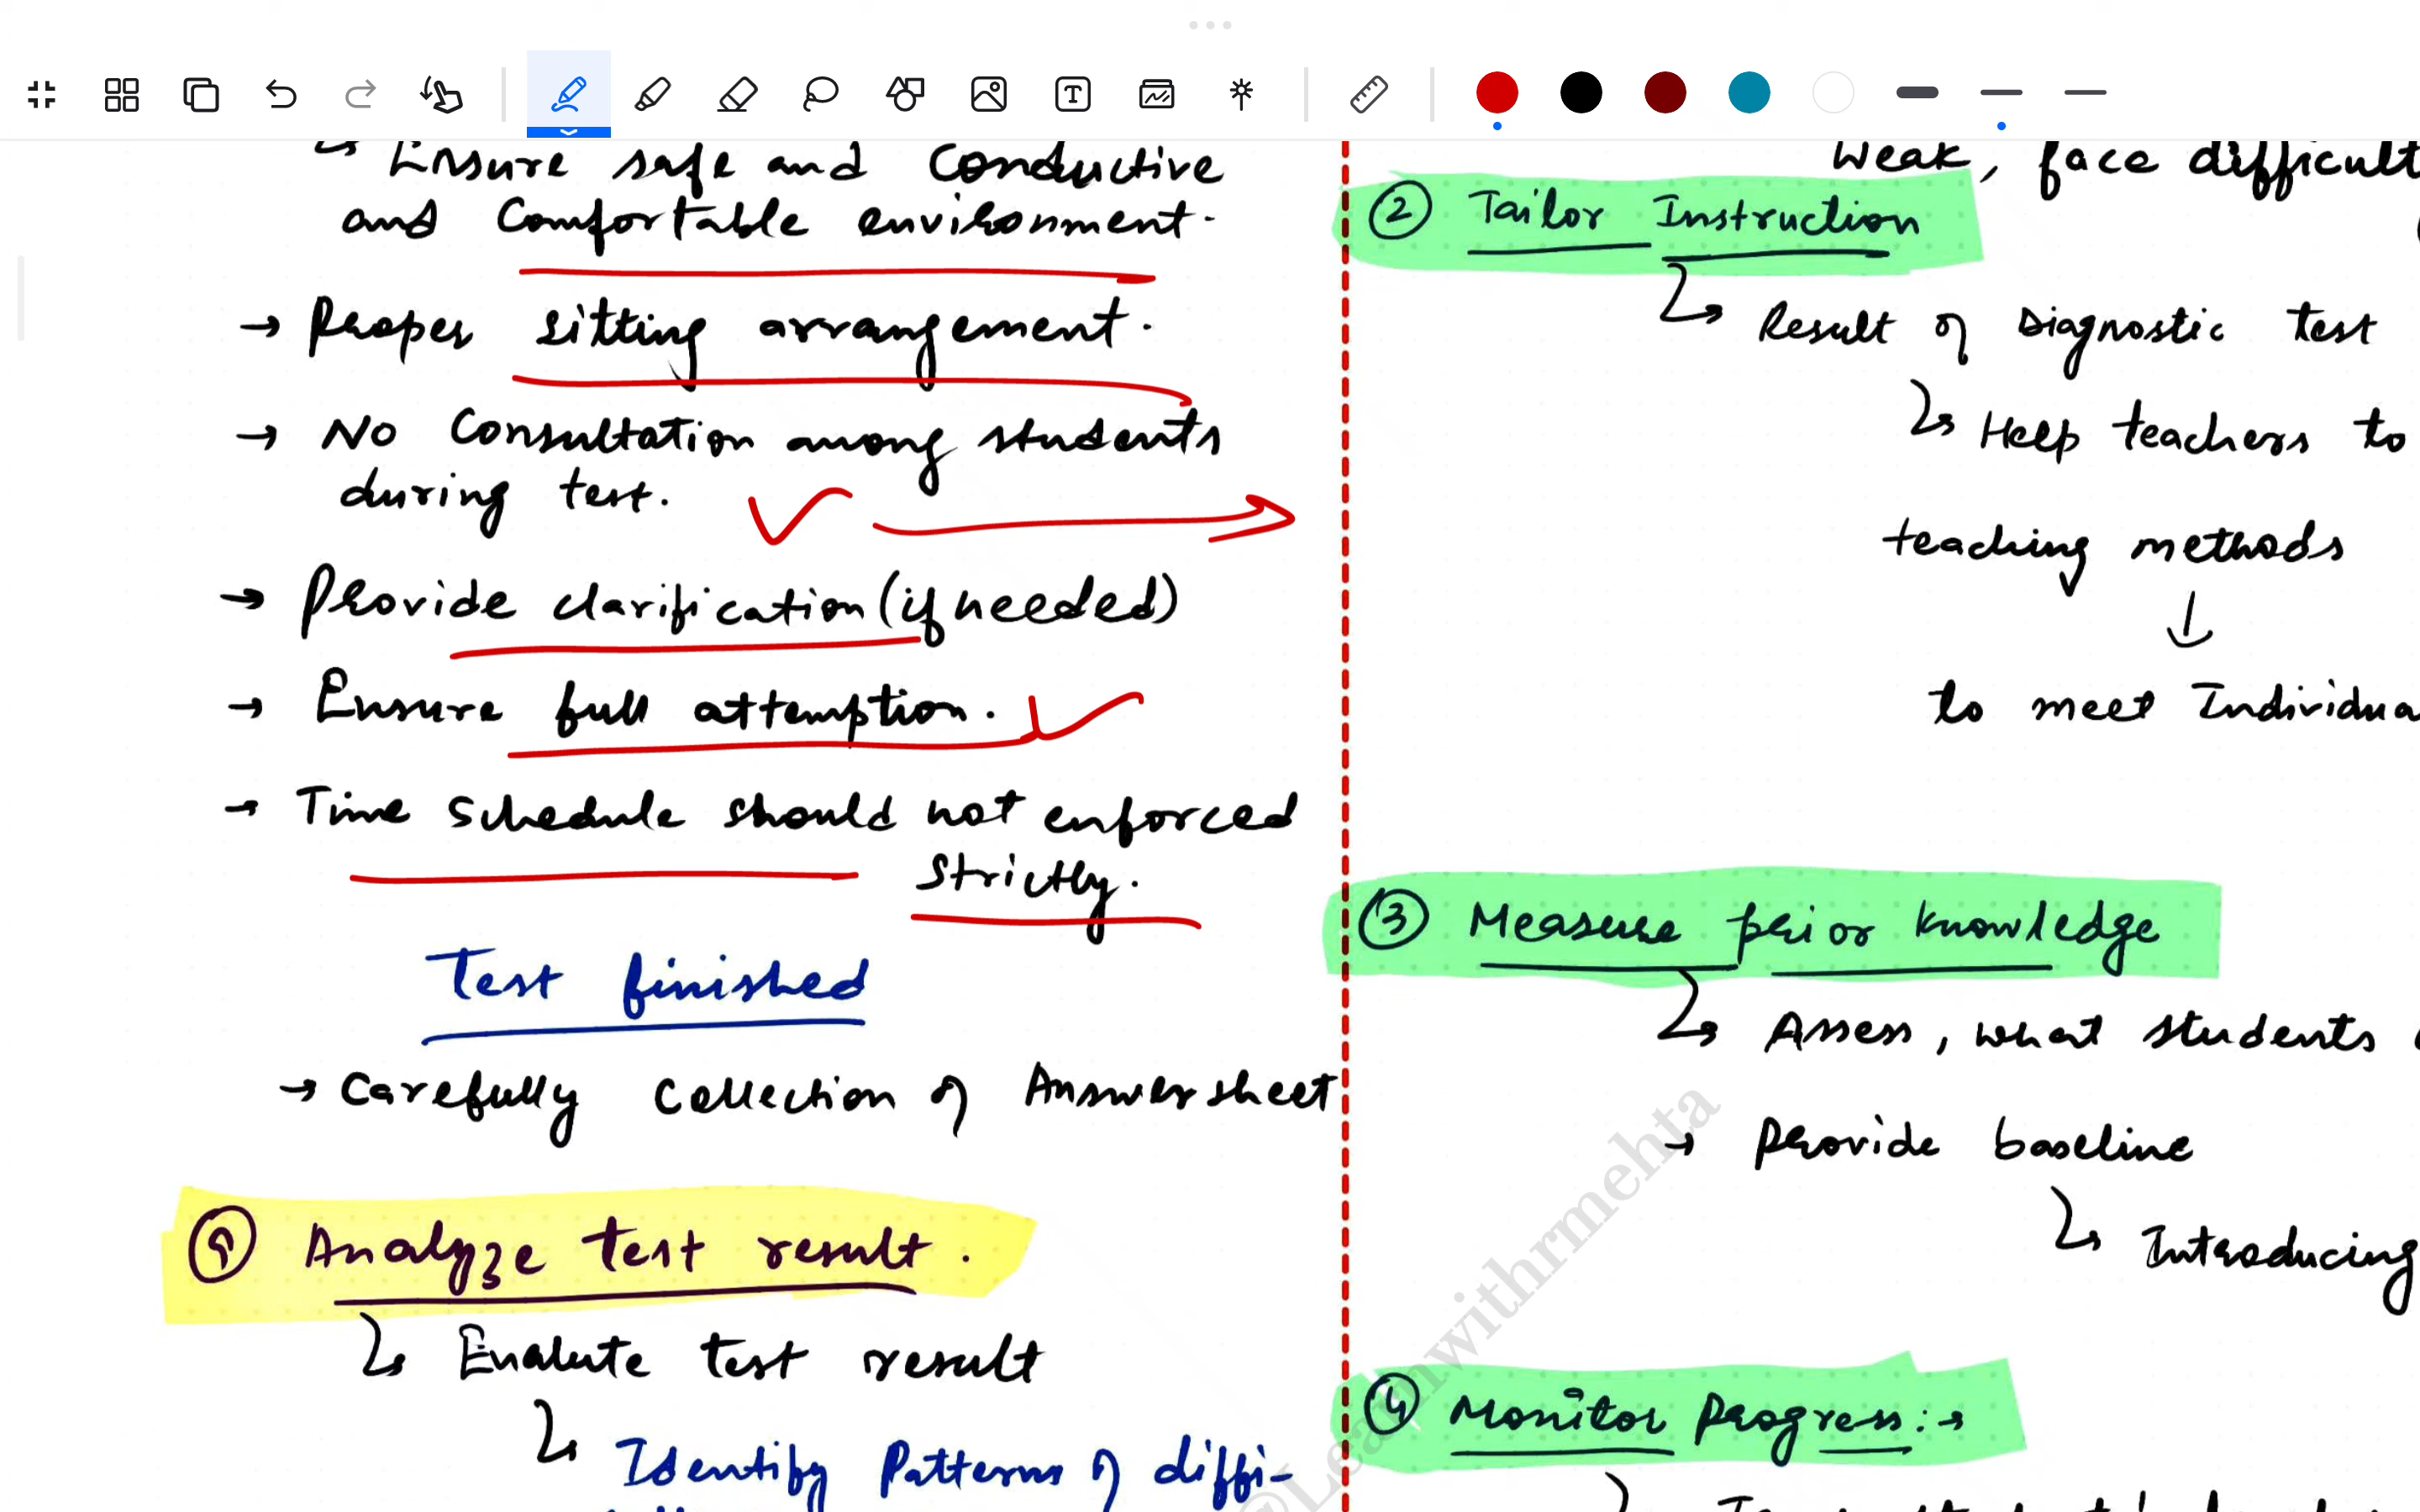 Ensure safe and Conductive
and Comfortable environment.
→ Proper sitting arrangement.
→ No Consultation among students
during test.
→ Provide clarification (if needed)
→ Ensure full attemption.
→ Time schedule should not enforced
strictly.
Test finished
→ Carefully Collection of Answersheet
⑨ Analyze test result.
Evalute test result
Identify Patterns of diffi-
weak, face difficult
② Tailor Instruction
Result of Diagnostic test
Help teachers to
teaching methods
↓
to meet Individua
③ Measure prior knowledge
Assess, what students
→ Provide baseline
Introducing
④ Monitor Progress:→
@Learnwithrmehta